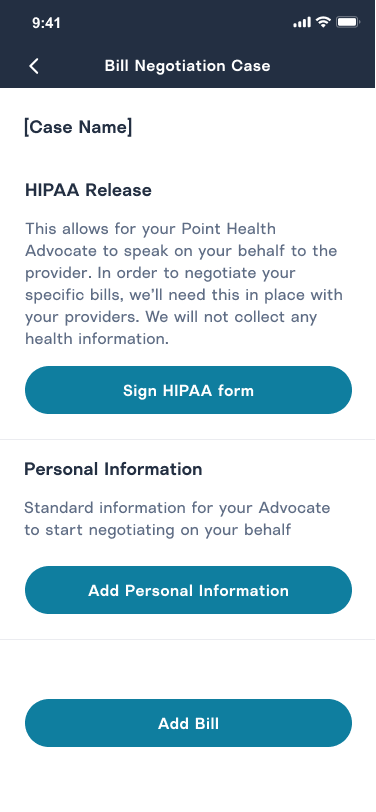 9:41
Bill Negotiation Case
[Case Name]
HIPAA Release
This allows for your Point Health
Advocate to speak on your behalf to the
provider. In order to negotiate your
specific bills, we’ll need this in place with
your providers. We will not collect any
health information.
Sign HIPAA form
Personal Information
Standard information for your Advocate
to start negotiating on your behalf
Add Personal Information
Add Bill